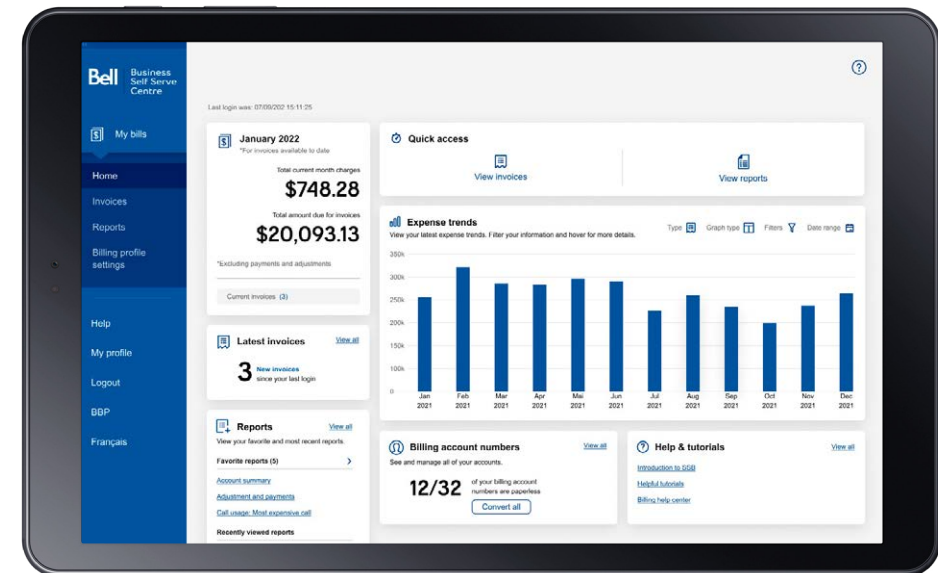 Bell
Business
Self Serve
Centre
Last login was: 07/09/202 15:11:25
My bills
Home
Invoices
Reports
Billing profile
settings
Help
My profile
Logout
BBP
Français
January 2022
*For invoices available to date
Total current month charges
$748.28
Total amount due for invoices
$20,093.13
*Excluding payments and adjustments
Current invoices (3)
Latest invoices View all
3 New invoices
since your last login
Reports View all
View your favorite and most recent reports.
Favorite reports (5)
Account summary
Adjustment and payments
Call usage: Most expensive call
Recently viewed reports
Quick access
View invoices
View reports
Expense trends
View your latest expense trends. Filter your information and hover for more details.
Type Graph type Filters Date range
350k
300k
250k
200k
150k
100k
0
Jan Feb Mar Apr Mai Jun Jul Aug Sep Oct Nov Dec
2021 2021 2021 2021 2021 2021 2021 2021 2021 2021 2021 2021
Billing account numbers View all
See and manage all of your accounts.
12/32 of your billing account
numbers are paperless
Convert all
Help & tutorials View all
Introduction to SSB
Helpful tutorials
Billing help center